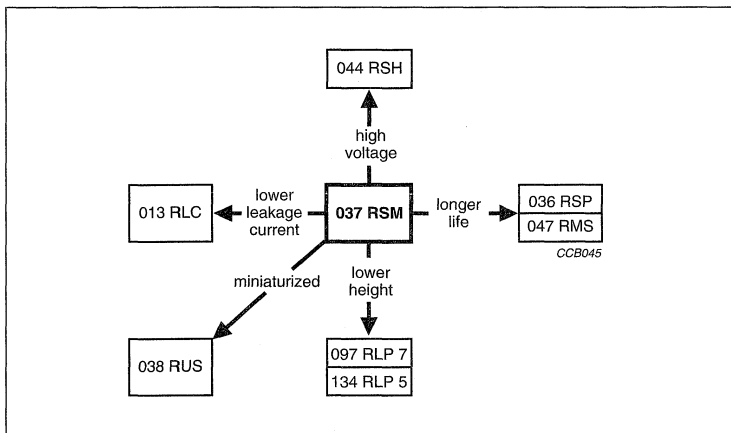 044 RSH
high
voltage
013 RLC
lower
leakage
current
037 RSM
longer
life
036 RSP
047 RMS
CCB045
miniaturized
lower
height
038 RUS
097 RLP 7
134 RLP 5